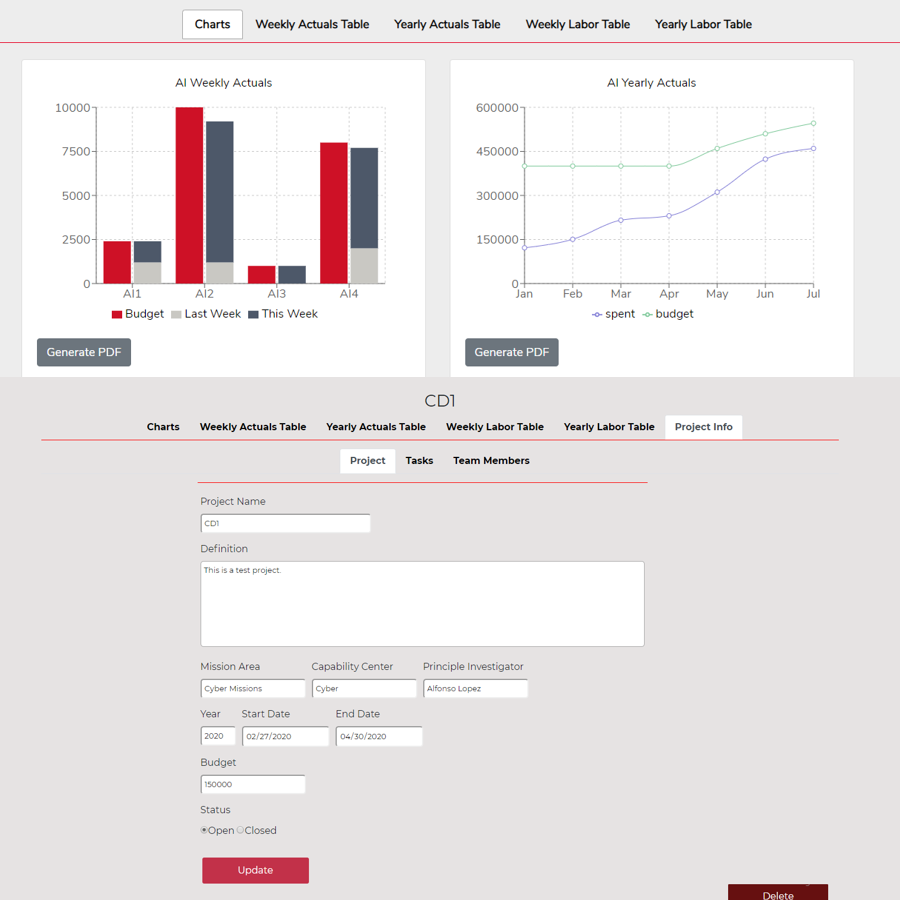 Charts Weekly Actuals Table Yearly Actuals Table Weekly Labor Table Yearly Labor Table
AI Weekly Actuals
10000
7500
5000
2500
0
AI1 AI2 AI3 AI4
Budget Last Week This Week
Generate PDF
AI Yearly Actuals
600000
450000
300000
150000
0
Jan Feb Mar Apr May Jun Jul
spent budget
Generate PDF
CD1
Charts Weekly Actuals Table Yearly Actuals Table Weekly Labor Table Yearly Labor Table Project Info
Project Tasks Team Members
Project Name
CD1
Definition
This is a test project.
Mission Area Capability Center Principle Investigator
Cyber Missions Cyber Alfonso Lopez
Year Start Date End Date
2020 02/27/2020 04/30/2020
Budget
150000
Status
Open Closed
Update
Delete